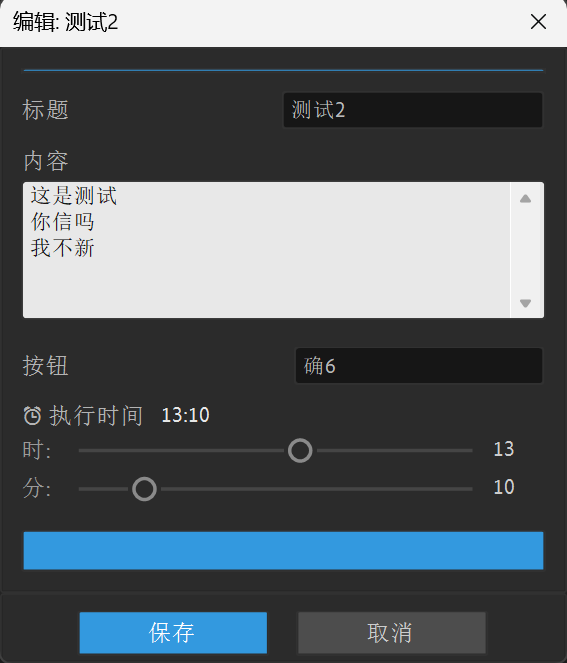 编辑: 测试2
标题
测试2
内容
这是测试
你信吗
我不新
按钮
确6
执行时间 13:10
时: 13
分: 10
保存 取消